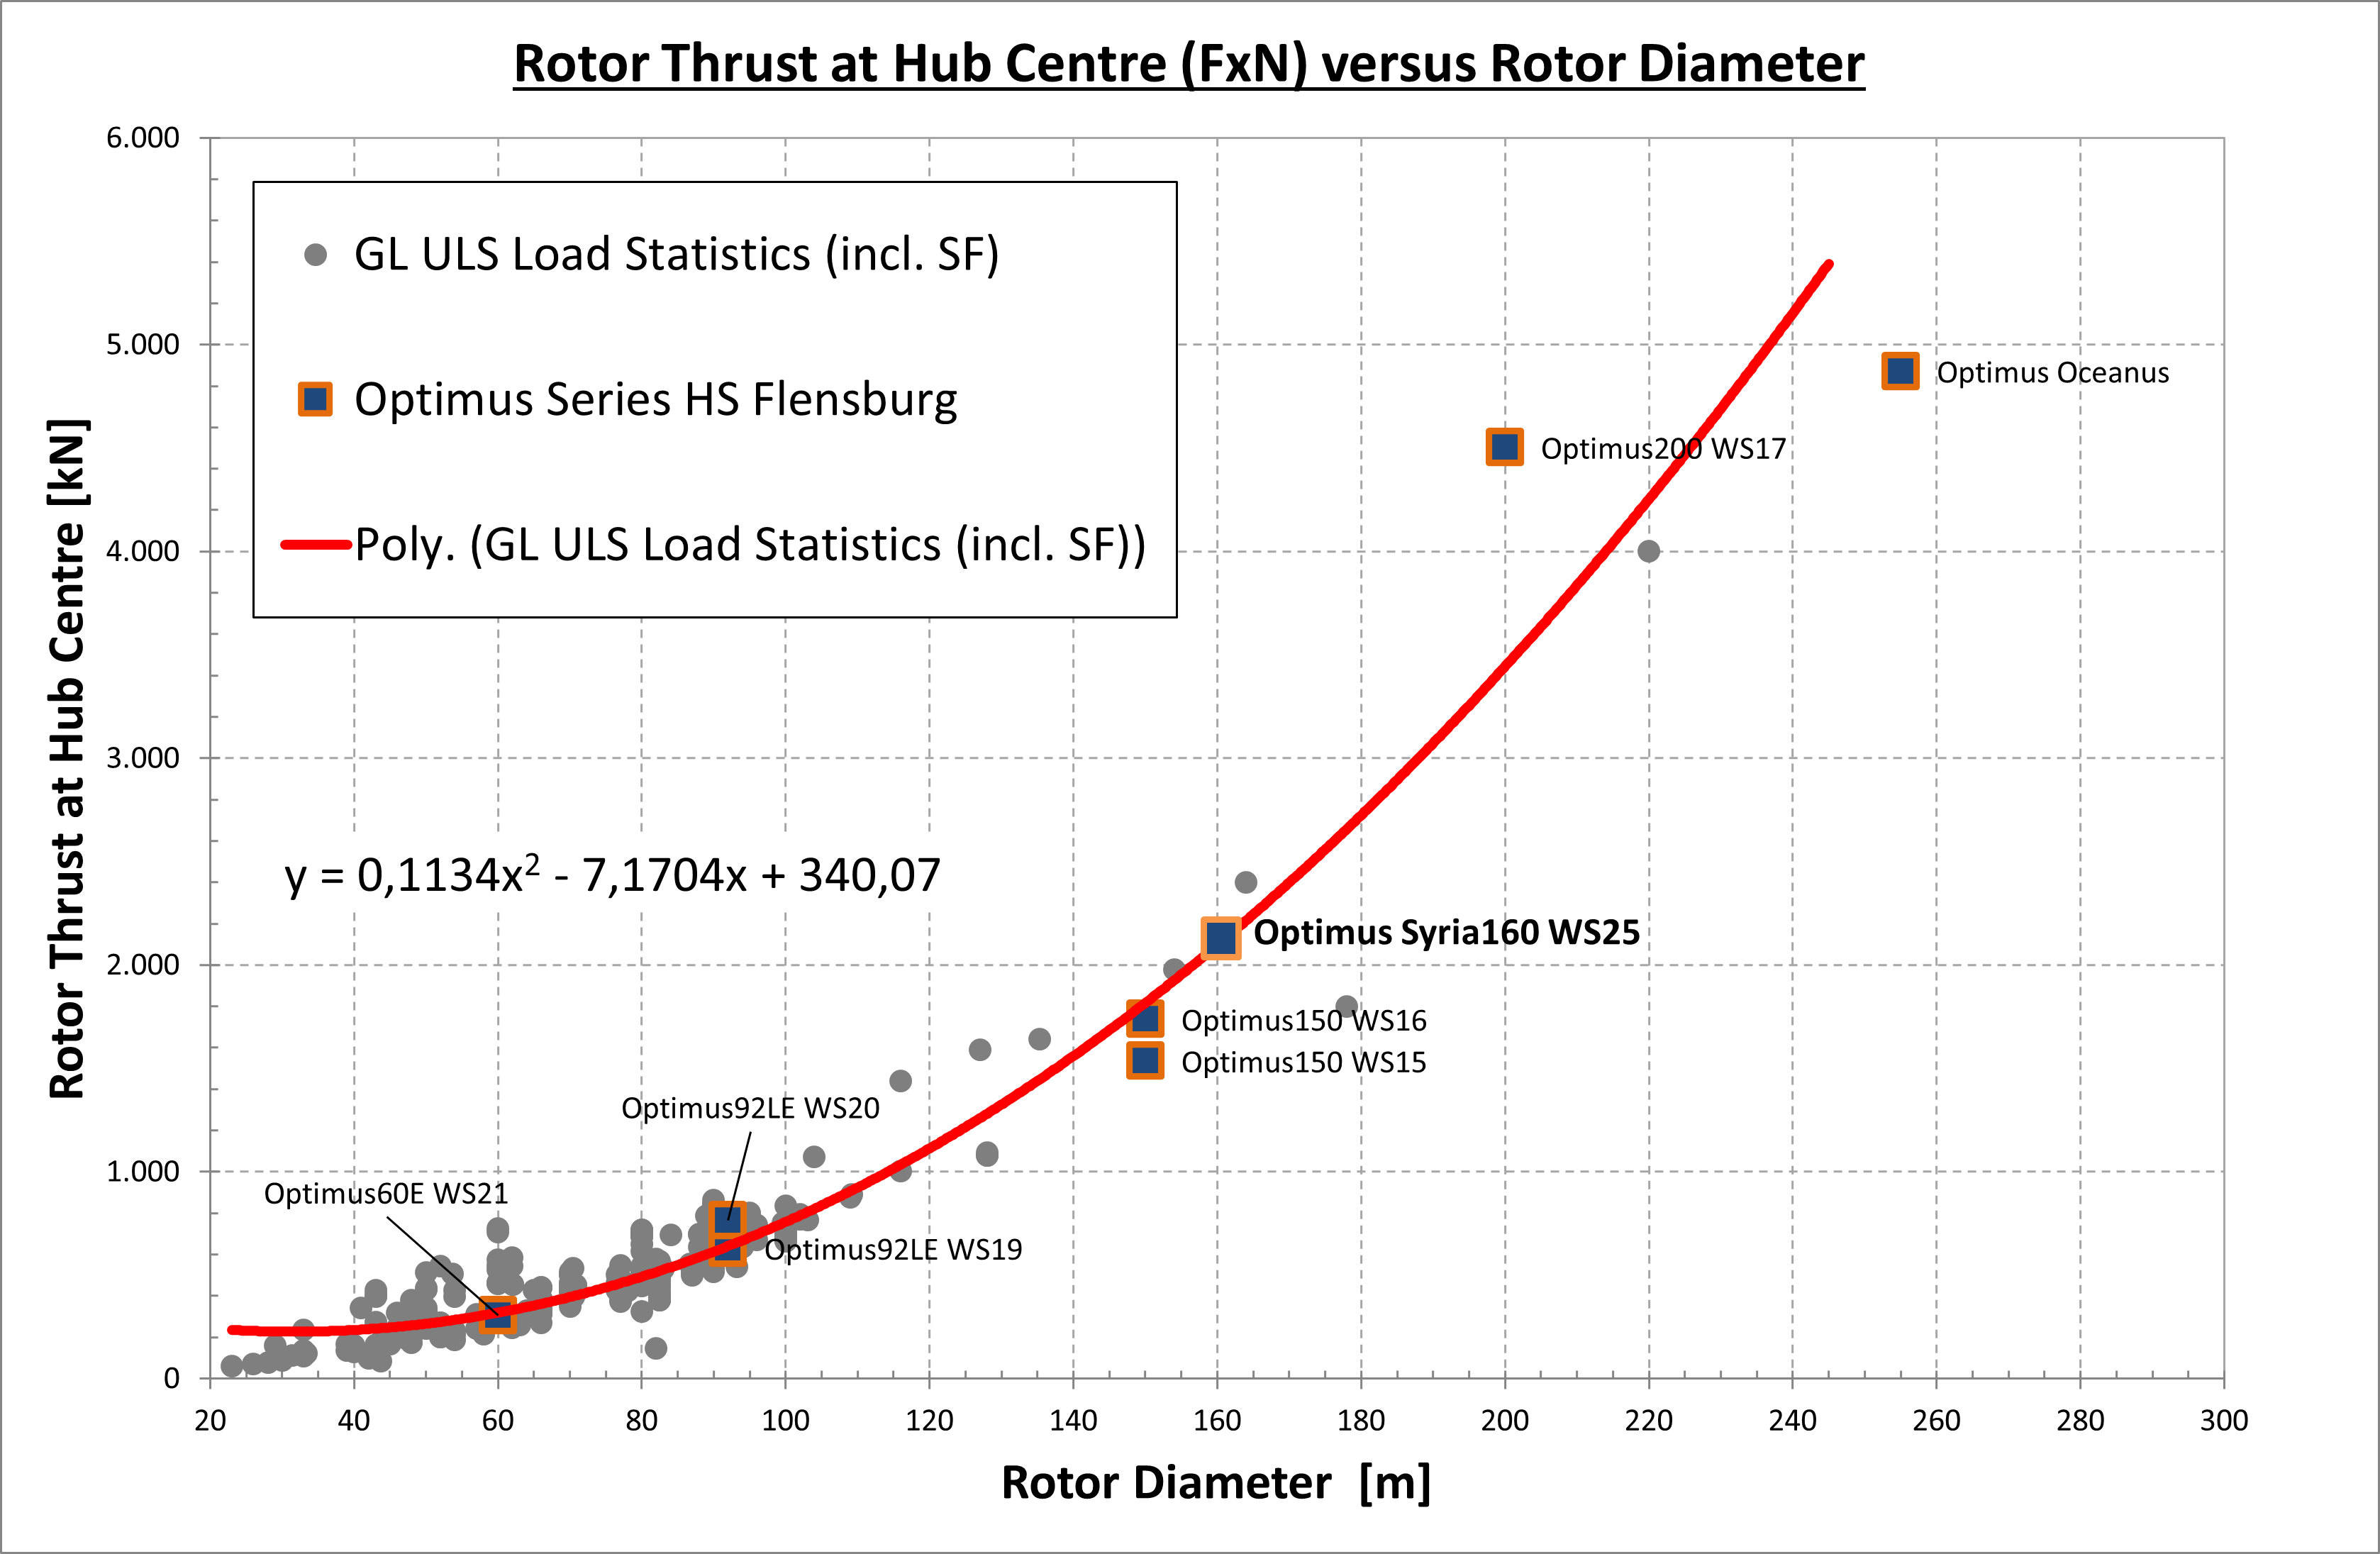 Rotor Thrust at Hub Centre (FxN) versus Rotor Diameter
6.000
5.000
4.000
3.000
2.000
1.000
0
Rotor Thrust at Hub Centre [kN]
GL ULS Load Statistics (incl. SF)
Optimus Series HS Flensburg
Poly. (GL ULS Load Statistics (incl. SF))
Optimus Oceanus
Optimus200 WS17
y = 0,1134x² - 7,1704x + 340,07
Optimus Syria160 WS25
Optimus150 WS16
Optimus150 WS15
Optimus92LE WS20
Optimus60E WS21
Optimus92LE WS19
20 40 60 80 100 120 140 160 180 200 220 240 260 280 300
Rotor Diameter [m]